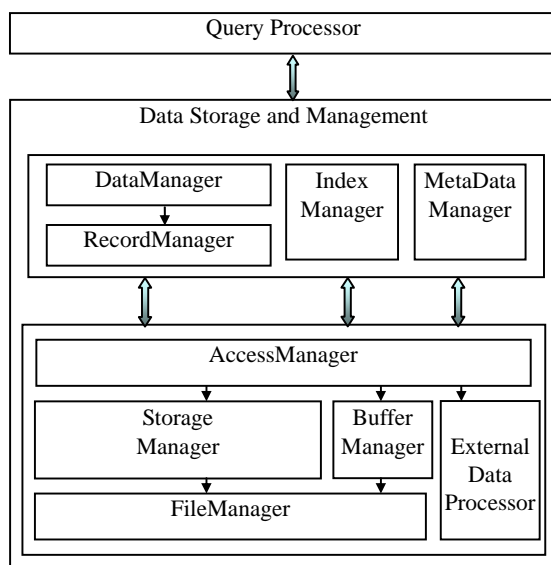 Query Processor
Data Storage and Management
DataManager
RecordManager
Index
Manager
MetaData
Manager
AccessManager
Storage
Manager
Buffer
Manager
External
Data
Processor
FileManager